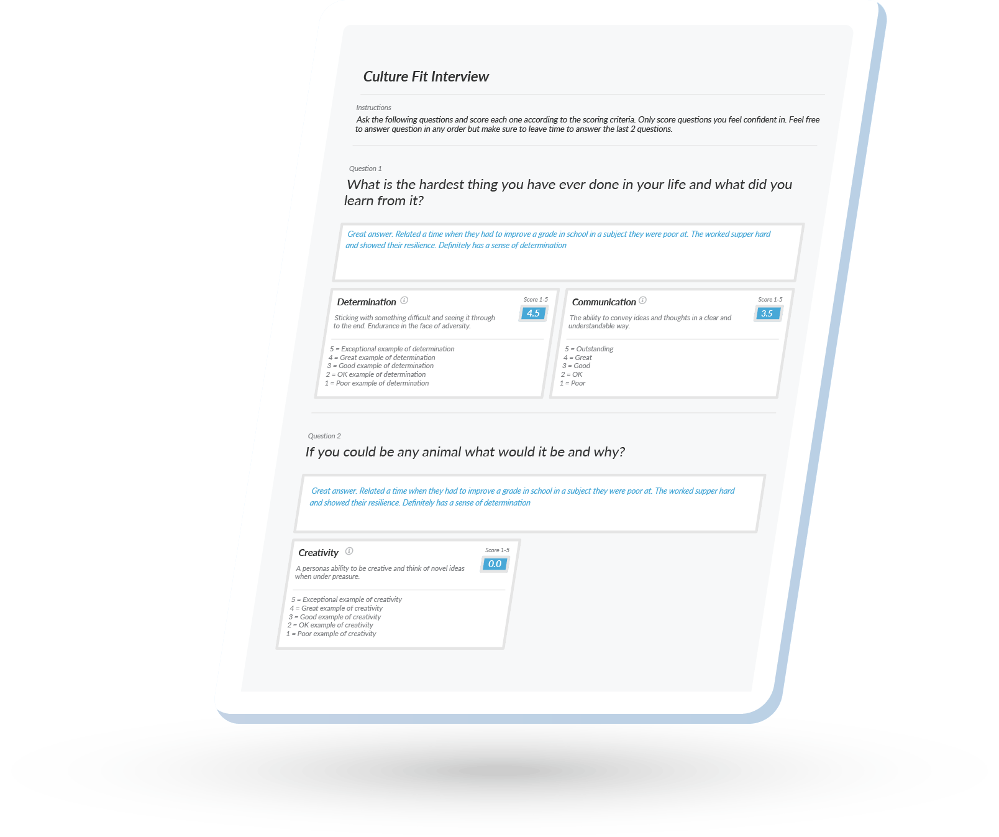 Culture Fit Interview
Instructions
Ask the following questions and score each one according to the scoring criteria. Only score questions you feel confident in. Feel free
to answer question in any order but make sure to leave time to answer the last 2 questions.
Question 1
What is the hardest thing you have ever done in your life and what did you
learn from it?
Great answer. Related a time when they had to improve a grade in school in a subject they were poor at. The worked supper hard
and showed their resilience. Definitely has a sense of determination
Determination
Score 1-5
4.5
Sticking with something difficult and seeing it through
to the end. Endurance in the face of adversity.
5 = Exceptional example of determination
4 = Great example of determination
3 = Good example of determination
2 = OK example of determination
1 = Poor example of determination
Communication
Score 1-5
3.5
The ability to convey ideas and thoughts in a clear and
understandable way.
5 = Outstanding
4 = Great
3 = Good
2 = OK
1 = Poor
Question 2
If you could be any animal what would it be and why?
Great answer. Related a time when they had to improve a grade in school in a subject they were poor at. The worked supper hard
and showed their resilience. Definitely has a sense of determination
Creativity
Score 1-5
0.0
A personas ability to be creative and think of novel ideas
when under preasure.
5 = Exceptional example of creativity
4 = Great example of creativity
3 = Good example of creativity
2 = OK example of creativity
1 = Poor example of creativity